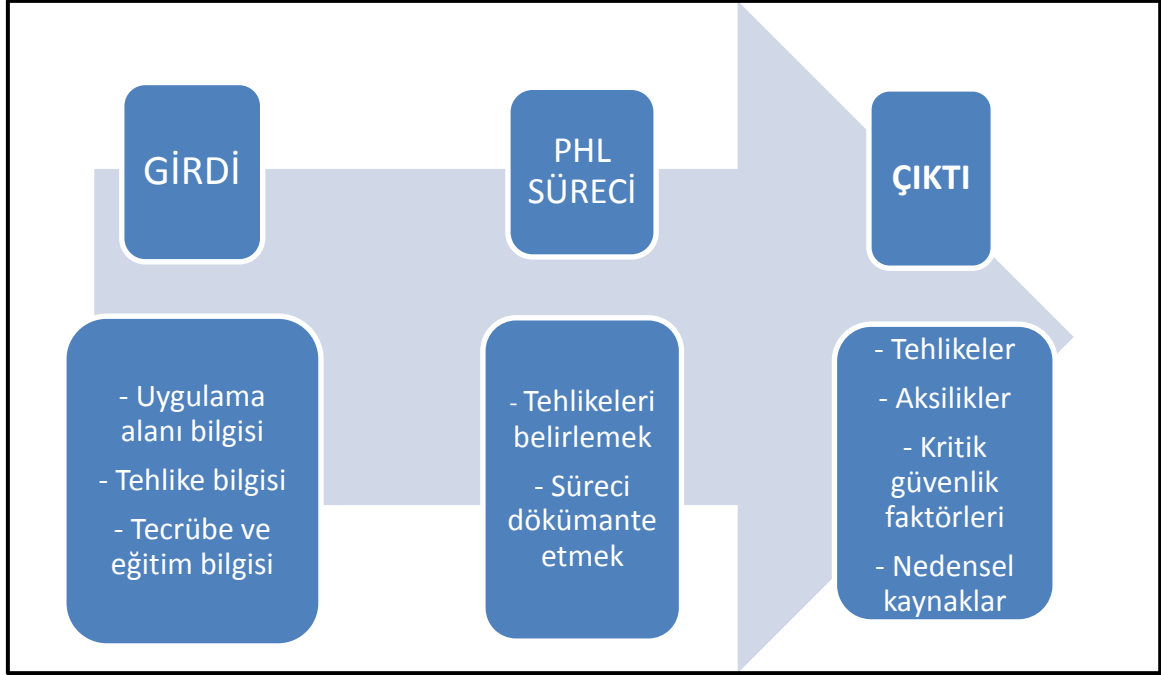 GİRDİ
PHL
SÜRECİ
ÇIKTI
- Uygulama
alanı bilgisi
- Tehlike bilgisi
- Tecrübe ve
eğitim bilgisi
- Tehlikeleri
belirlemek
- Süreci
dökümante
etmek
- Tehlikeler
- Aksilikler
- Kritik
güvenlik
faktörleri
- Nedensel
kaynaklar